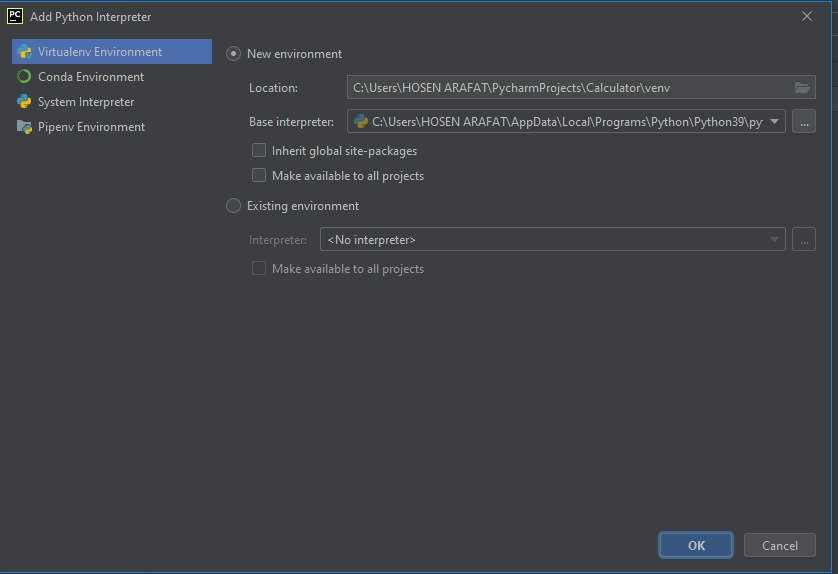 PC Add Python Interpreter
Virtualenv Environment
Conda Environment
System Interpreter
Pipenv Environment
New environment
Location: C:\Users\HOSEN ARAFAT\PycharmProjects\Calculator\venv
Base interpreter: C:\Users\HOSEN ARAFAT\AppData\Local\Programs\Python\Python39\py ...
Inherit global site-packages
Make available to all projects
Existing environment
Interpreter: <No interpreter> ...
Make available to all projects
OK Cancel